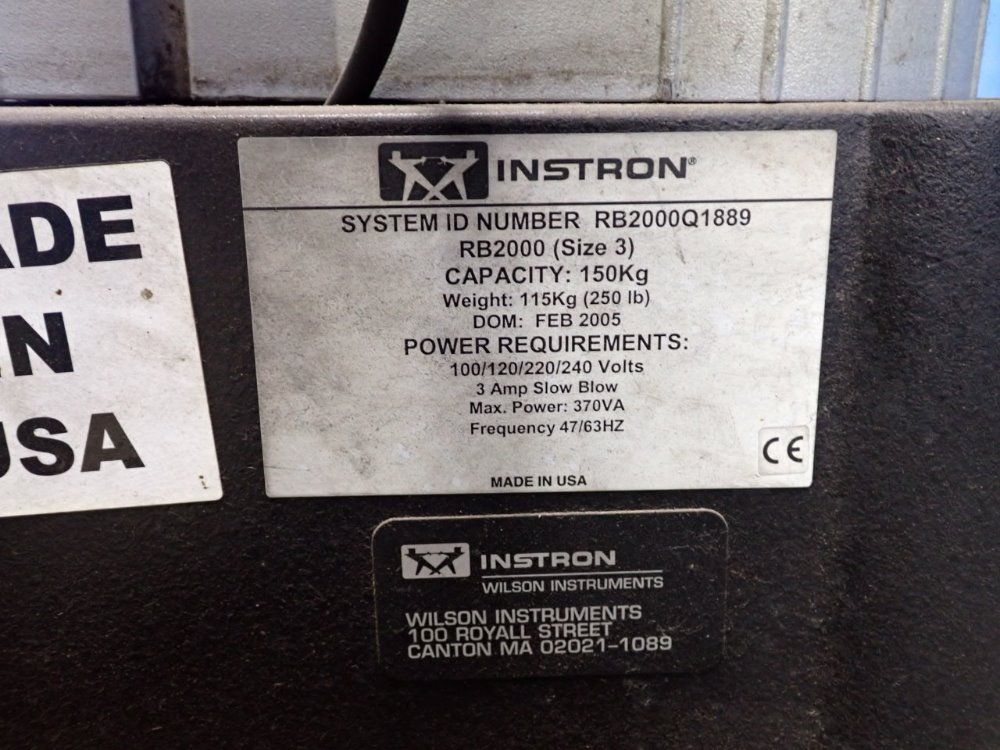 ADE
IN
USA
INSTRON®
SYSTEM ID NUMBER RB2000Q1889
RB2000 (Size 3)
CAPACITY: 150Kg
Weight: 115Kg (250 lb)
DOM: FEB 2005
POWER REQUIREMENTS:
100/120/220/240 Volts
3 Amp Slow Blow
Max. Power: 370VA
Frequency 47/63HZ
CE
MADE IN USA
INSTRON
WILSON INSTRUMENTS
WILSON INSTRUMENTS
100 ROYALL STREET
CANTON MA 02021-1089